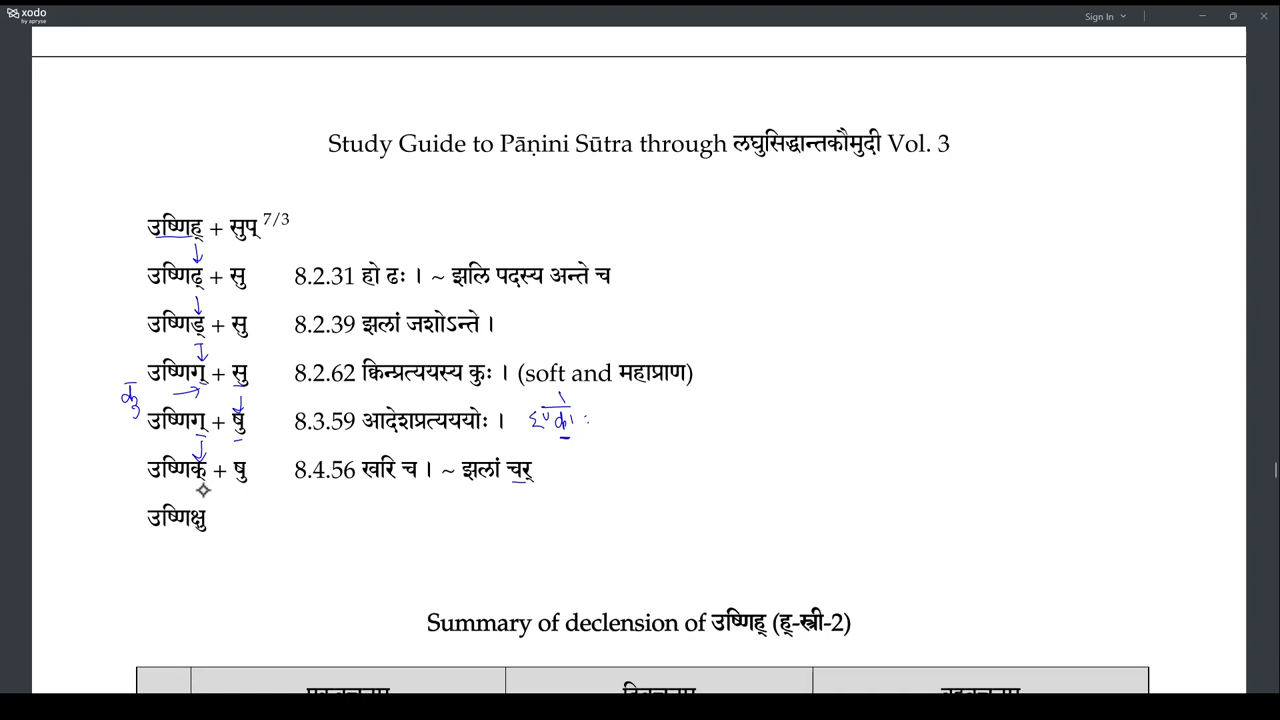 xodo
by apryse
Sign In
Study Guide to Pāṇini Sūtra through लघुसिद्धान्तकौमुदी Vol. 3
उष्णिह् + सुप् 7/3
उष्णिढ् + सु 8.2.31 हो ढः । ~ झलि पदस्य अन्ते च
उष्णिड् + सु 8.2.39 झलां जशोऽन्ते ।
उष्णिग् + सु 8.2.62 क्विन्प्रत्ययस्य कुः । (soft and महाप्राण)
उष्णिग् + षु 8.3.59 आदेशप्रत्यययोः ।
उष्णिक् + षु 8.4.56 खरि च । ~ झलां चर्
उष्णिक्षु
Summary of declension of उष्णिह् (ह्-स्त्री-2)